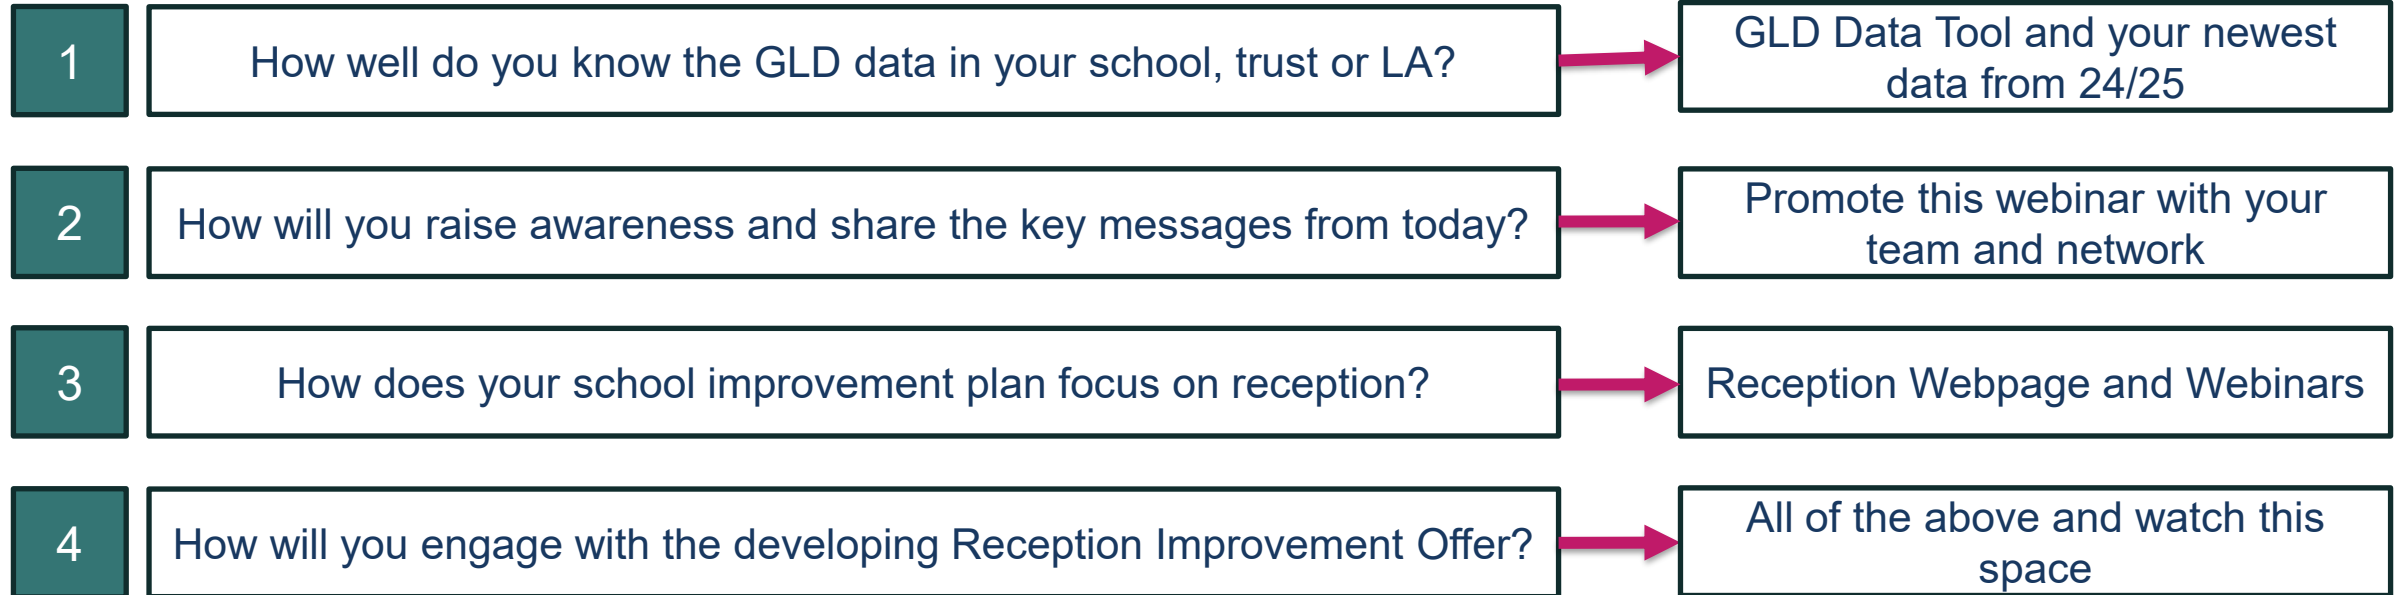 1
How well do you know the GLD data in your school, trust or LA?
GLD Data Tool and your newest
data from 24/25
2
How will you raise awareness and share the key messages from today?
Promote this webinar with your
team and network
3
How does your school improvement plan focus on reception?
Reception Webpage and Webinars
4
How will you engage with the developing Reception Improvement Offer?
All of the above and watch this
space